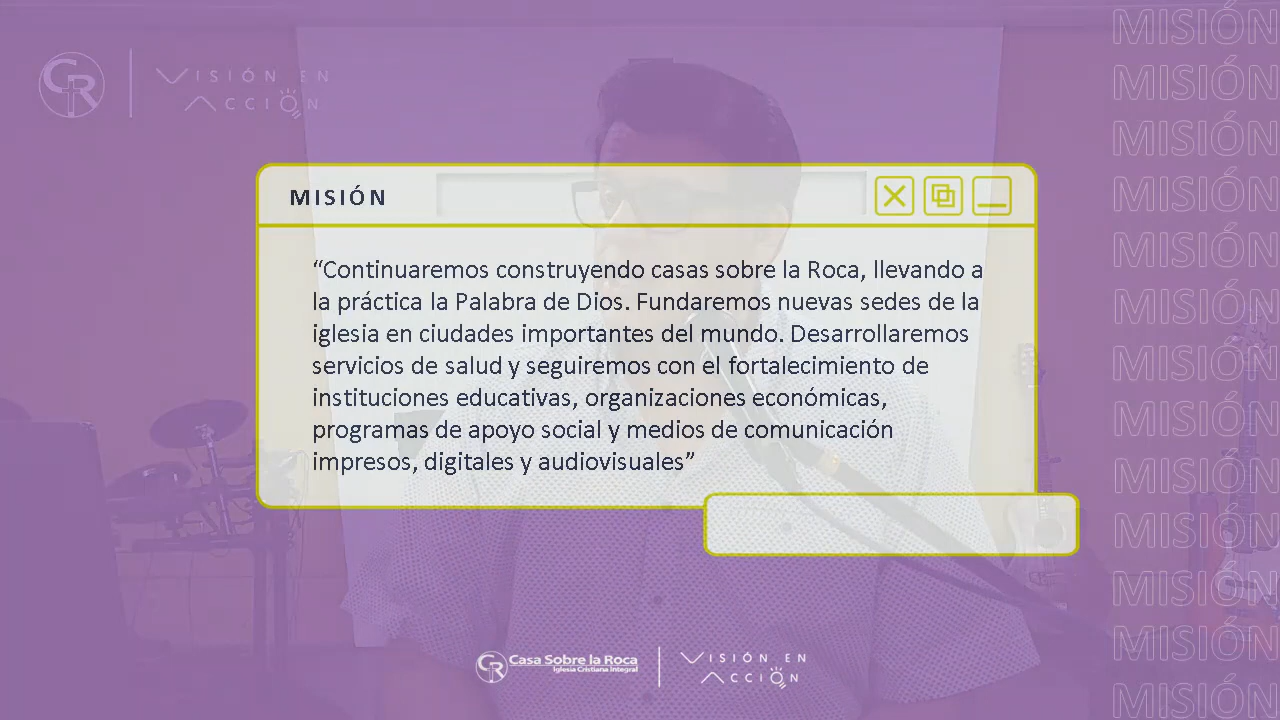 CR
VISIÓN EN
ACCIÓN
MISIÓN
“Continuaremos construyendo casas sobre la Roca, llevando a
la práctica la Palabra de Dios. Fundaremos nuevas sedes de la
iglesia en ciudades importantes del mundo. Desarrollaremos
servicios de salud y seguiremos con el fortalecimiento de
instituciones educativas, organizaciones económicas,
programas de apoyo social y medios de comunicación
impresos, digitales y audiovisuales”
MISIÓN
MISIÓN
MISIÓN
MISIÓN
MISIÓN
MISIÓN
MISIÓN
MISIÓN
MISIÓN
MISIÓN
MISIÓN
MISIÓN
MISIÓN
CR
Casa Sobre la Roca
Iglesia Cristiana Integral
VISIÓN EN
ACCIÓN